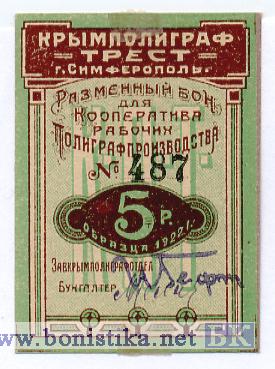 КРЫМПОЛИГРАФ
ТРЕСТ
г. СИМФЕРОПОЛЬ.
РАЗМЕННЫЙ БОН
ДЛЯ
КООПЕРАТИВА
РАБОЧИХ
ПОЛИГРАФПРОИЗВОДСТВА
№ 487
5 Р.
ОБРАЗЦА 1922 Г.
ЗАВКРЫМПОЛИГРАФОТДЕЛ
БУХГАЛТЕР
www.bonistika.net БК